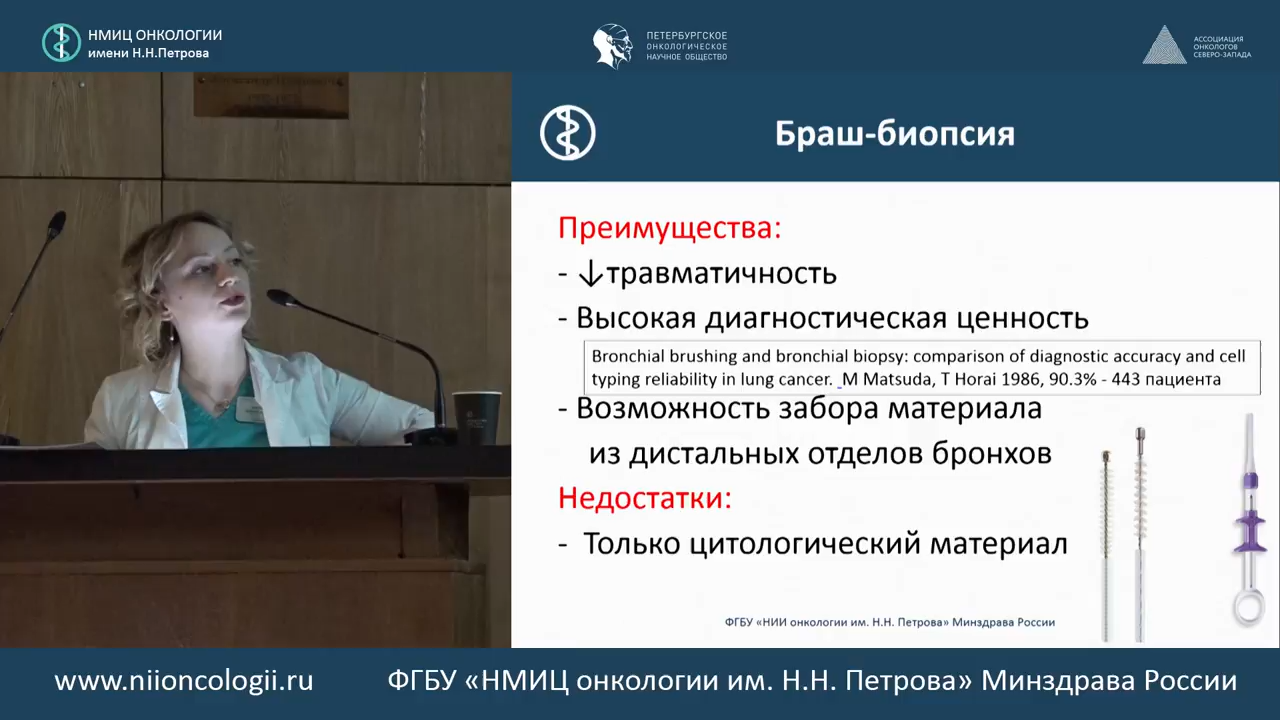 НМИЦ ОНКОЛОГИИ
имени Н.Н.Петрова
ПЕТЕРБУРГСКОЕ
ОНКОЛОГИЧЕСКОЕ
НАУЧНОЕ ОБЩЕСТВО
АССОЦИАЦИЯ
ОНКОЛОГОВ
СЕВЕРО-ЗАПАДА
Браш-биопсия
Преимущества:
- ↓травматичность
- Высокая диагностическая ценность
Bronchial brushing and bronchial biopsy: comparison of diagnostic accuracy and cell
typing reliability in lung cancer. _M Matsuda, T Horai 1986, 90.3% - 443 пациента
- Возможность забора материала
из дистальных отделов бронхов
Недостатки:
- Только цитологический материал
ФГБУ «НИИ онкологии им. Н.Н. Петрова» Минздрава России
www.niioncologii.ru
ФГБУ «НМИЦ онкологии им. Н.Н. Петрова» Минздрава России